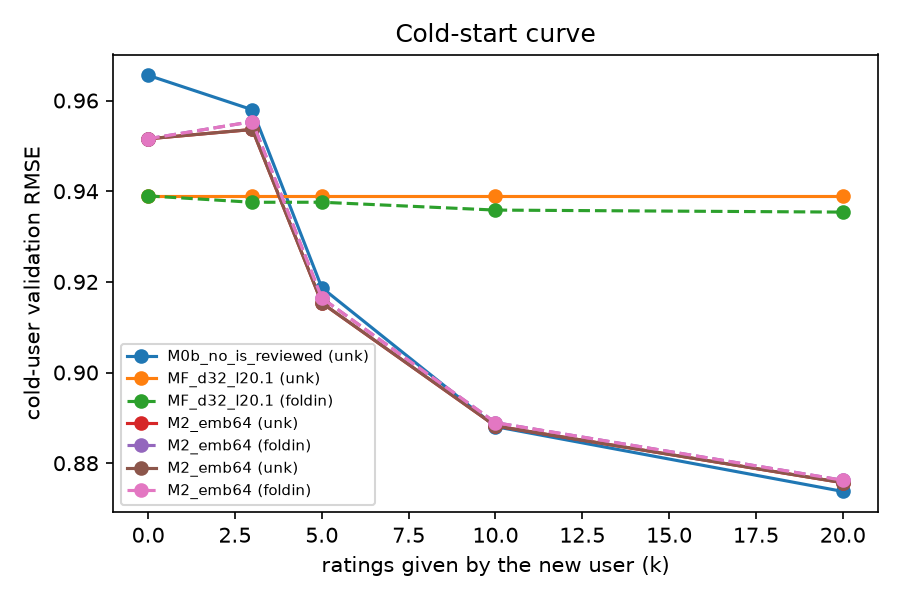 Cold-start curve
cold-user validation RMSE
0.96
0.94
0.92
0.90
0.88
M0b_no_is_reviewed (unk)
MF_d32_l20.1 (unk)
MF_d32_l20.1 (foldin)
M2_emb64 (unk)
M2_emb64 (foldin)
M2_emb64 (unk)
M2_emb64 (foldin)
0.0 2.5 5.0 7.5 10.0 12.5 15.0 17.5 20.0
ratings given by the new user (k)